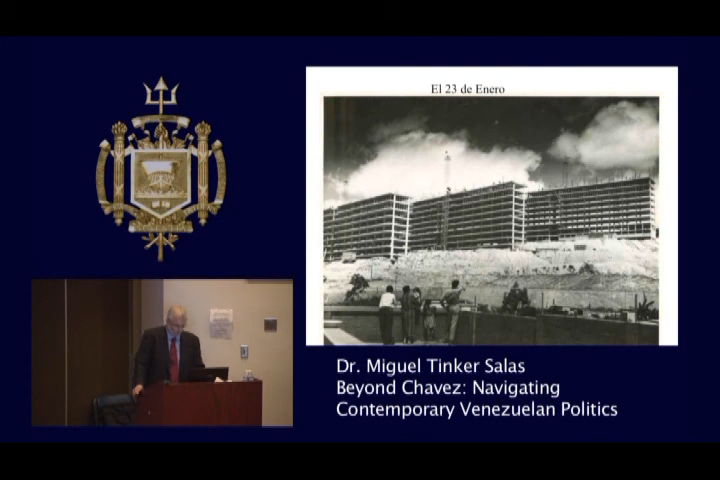 El 23 de Enero
Dr. Miguel Tinker Salas
Beyond Chavez: Navigating
Contemporary Venezuelan Politics